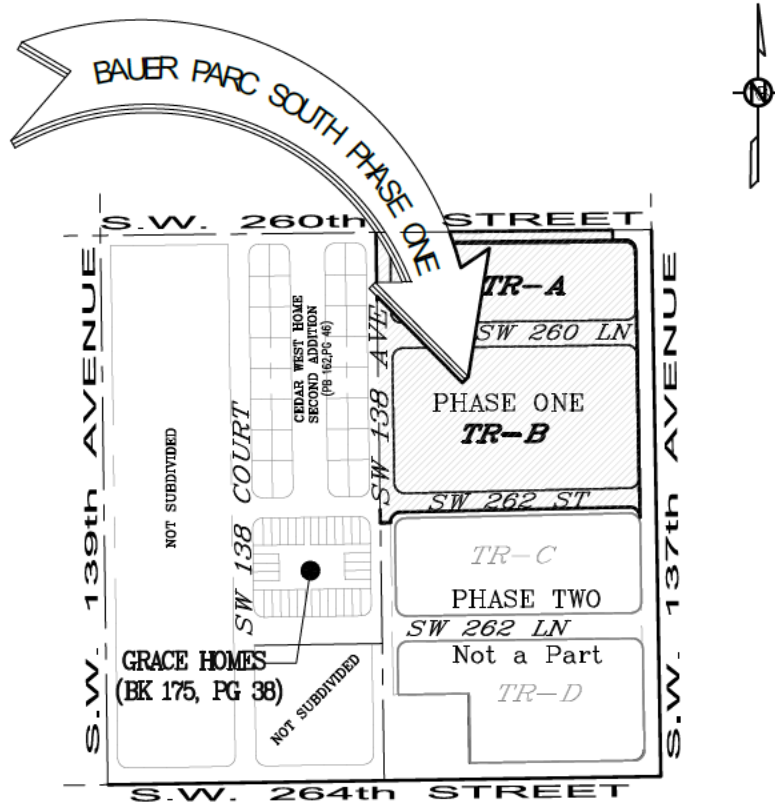 BAUER PARC SOUTH PHASE ONE
S.W. 260th STREET
S.W. 139th AVENUE
NOT SUBDIVIDED
SW 138 COURT
CEDAR WEST HOME
SECOND ADDITION
(PB 162,PG 46)
SW 138 AVE
TR-A
SW 260 LN
PHASE ONE
TR-B
SW 262 ST
TR-C
PHASE TWO
SW 262 LN
Not a Part
TR-D
S.W. 137th AVENUE
GRACE HOMES
(BK 175, PG 38)
NOT SUBDIVIDED
S.W. 264th STREET